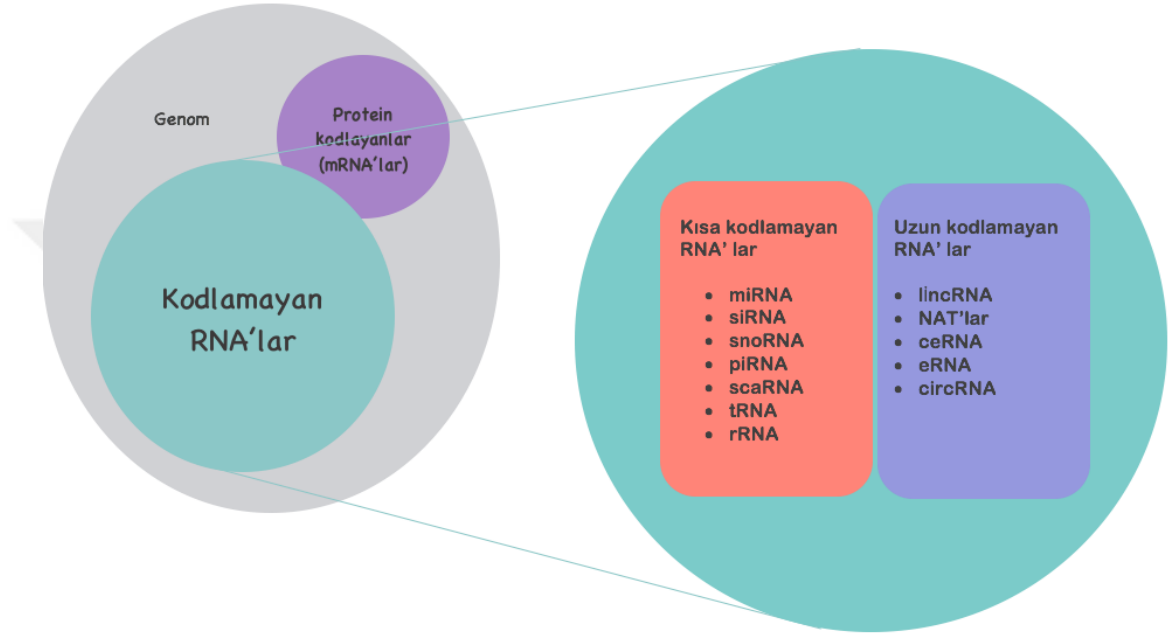 Genom
Protein
kodlayanlar
(mRNA'lar)
Kodlamayan
RNA'lar
Kısa kodlamayan
RNA' lar
• miRNA
• siRNA
• snoRNA
• piRNA
• scaRNA
• tRNA
• rRNA
Uzun kodlamayan
RNA' lar
• lincRNA
• NAT'lar
• ceRNA
• eRNA
• circRNA